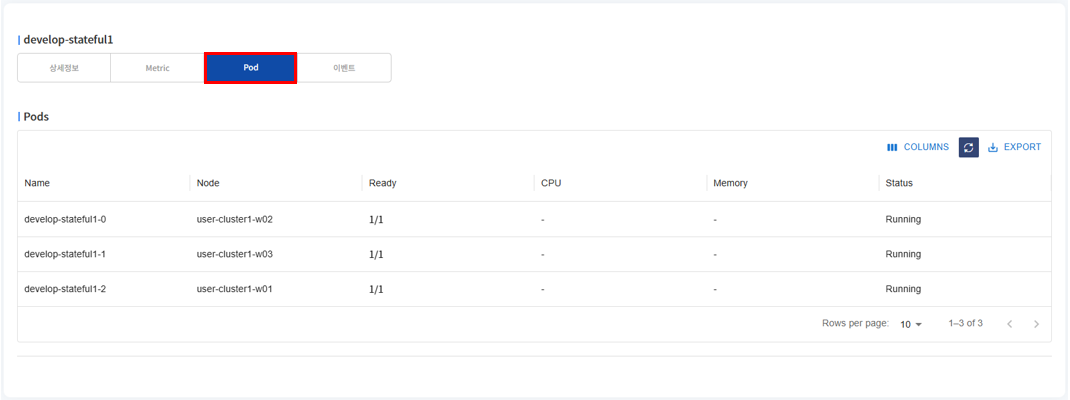 develop-stateful1
상세정보 Metric Pod 이벤트
Pods
COLUMNS EXPORT
Name Node Ready CPU Memory Status
develop-stateful1-0 user-cluster1-w02 1/1 - - Running
develop-stateful1-1 user-cluster1-w03 1/1 - - Running
develop-stateful1-2 user-cluster1-w01 1/1 - - Running
Rows per page: 10 1–3 of 3